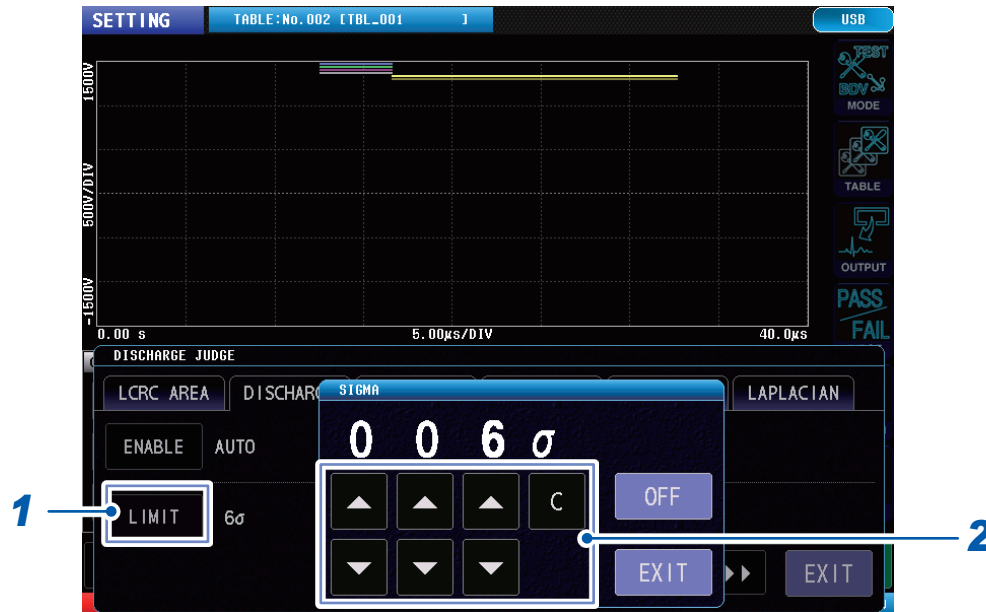 SETTING
TABLE:No.002 [TBL_001 ]
USB
1500V
500V/DIV
-1500V
0.00 s
5.00µs/DIV
40.0µs
TEST
BDV
MODE
TABLE
OUTPUT
PASS
FAIL
DISCHARGE JUDGE
LCRC AREA
DISCHARG
LAPLACIAN
SIGMA
ENABLE
AUTO
0 0 6 σ
1
LIMIT
6σ
C
OFF
2
EXIT
EXIT